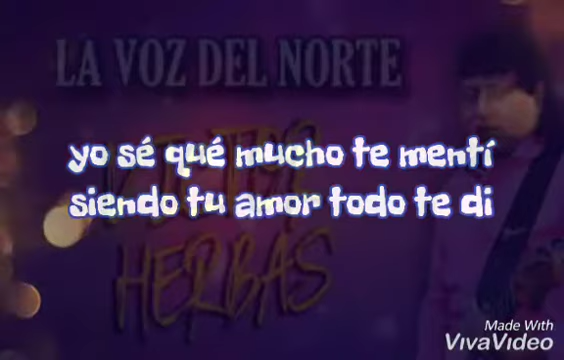 LA VOZ DEL NORTE
yo sé qué mucho te mentí
siendo tu amor todo te di
HERBAS
Made With
VivaVideo